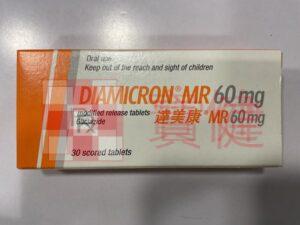 Oral use
Keep out of the reach and sight of children
DIAMICRON® MR 60 mg
modified release tablets
gliclazide
達美康® MR 60 mg
Rx
寶健
30 scored tablets